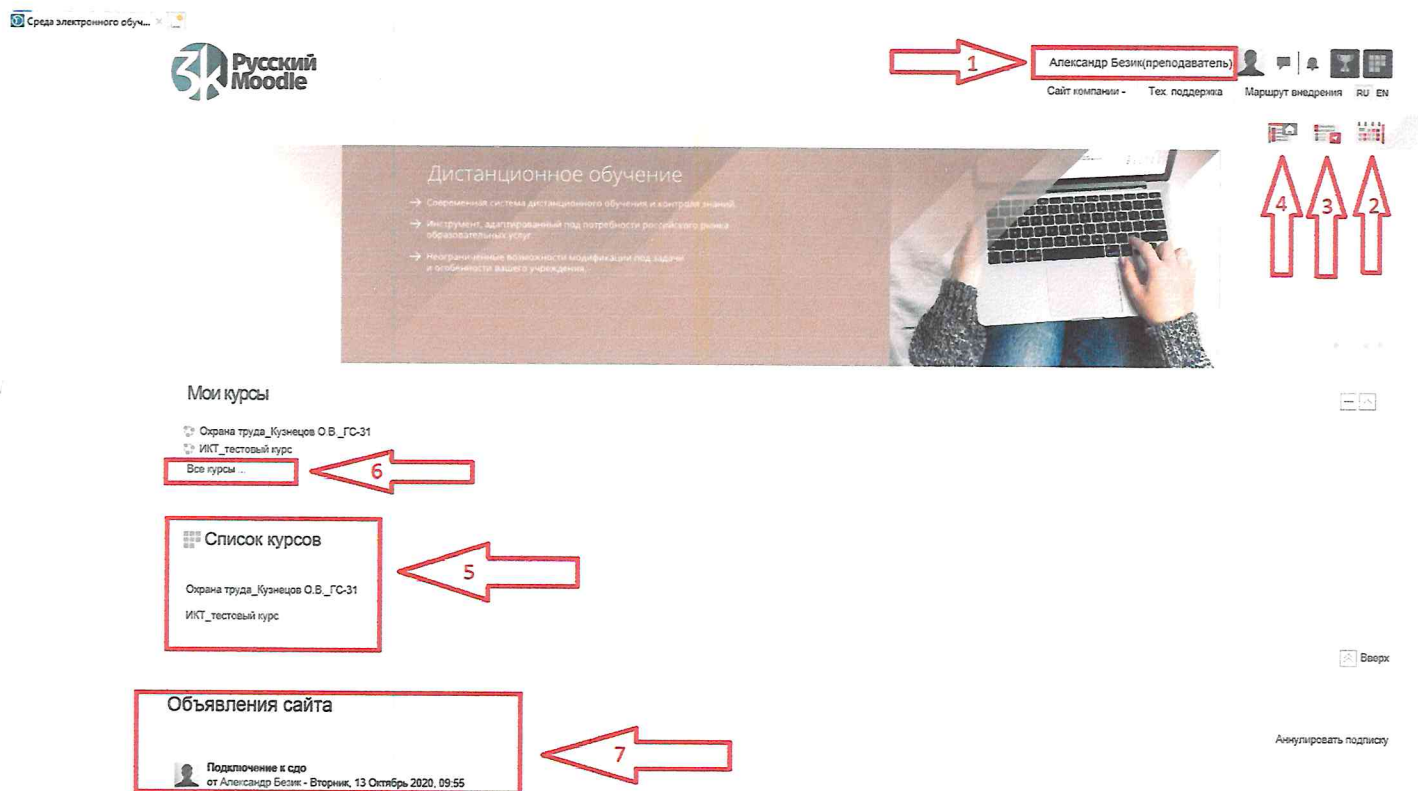 Среда электронного обуч...
Русский
Moodle
1
Александр Безик(преподаватель)
Сайт компании -
Тех. поддержка
Маршрут внедрения
RU EN
Дистанционное обучение
→ Современная система дистанционного обучения и контроля знаний.
→ Инструмент, адаптированный под потребности российского рынка
образовательных услуг.
→ Неограниченные возможности модификации под задачи
и особенности вашего учреждения.
4
3
2
Мои курсы
Охрана труда_Кузнецов О.В._ГС-31
ИКТ_тестовый курс
Все курсы ...
6
Список курсов
5
Охрана труда_Кузнецов О.В._ГС-31
ИКТ_тестовый курс
Вверх
Объявления сайта
7
Аннулировать подписку
Подключение к сдо
от Александр Безик - Вторник, 13 Октябрь 2020, 09:55